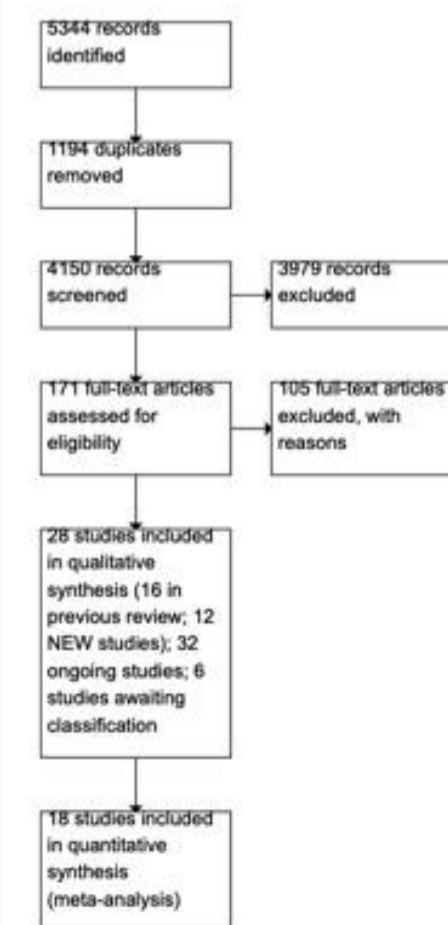 5344 records
identified
1194 duplicates
removed
4150 records
screened
3979 records
excluded
171 full-text articles
assessed for
eligibility
105 full-text articles
excluded, with
reasons
28 studies included
in qualitative
synthesis (16 in
previous review; 12
NEW studies); 32
ongoing studies; 6
studies awaiting
classification
18 studies included
in quantitative
synthesis
(meta-analysis)